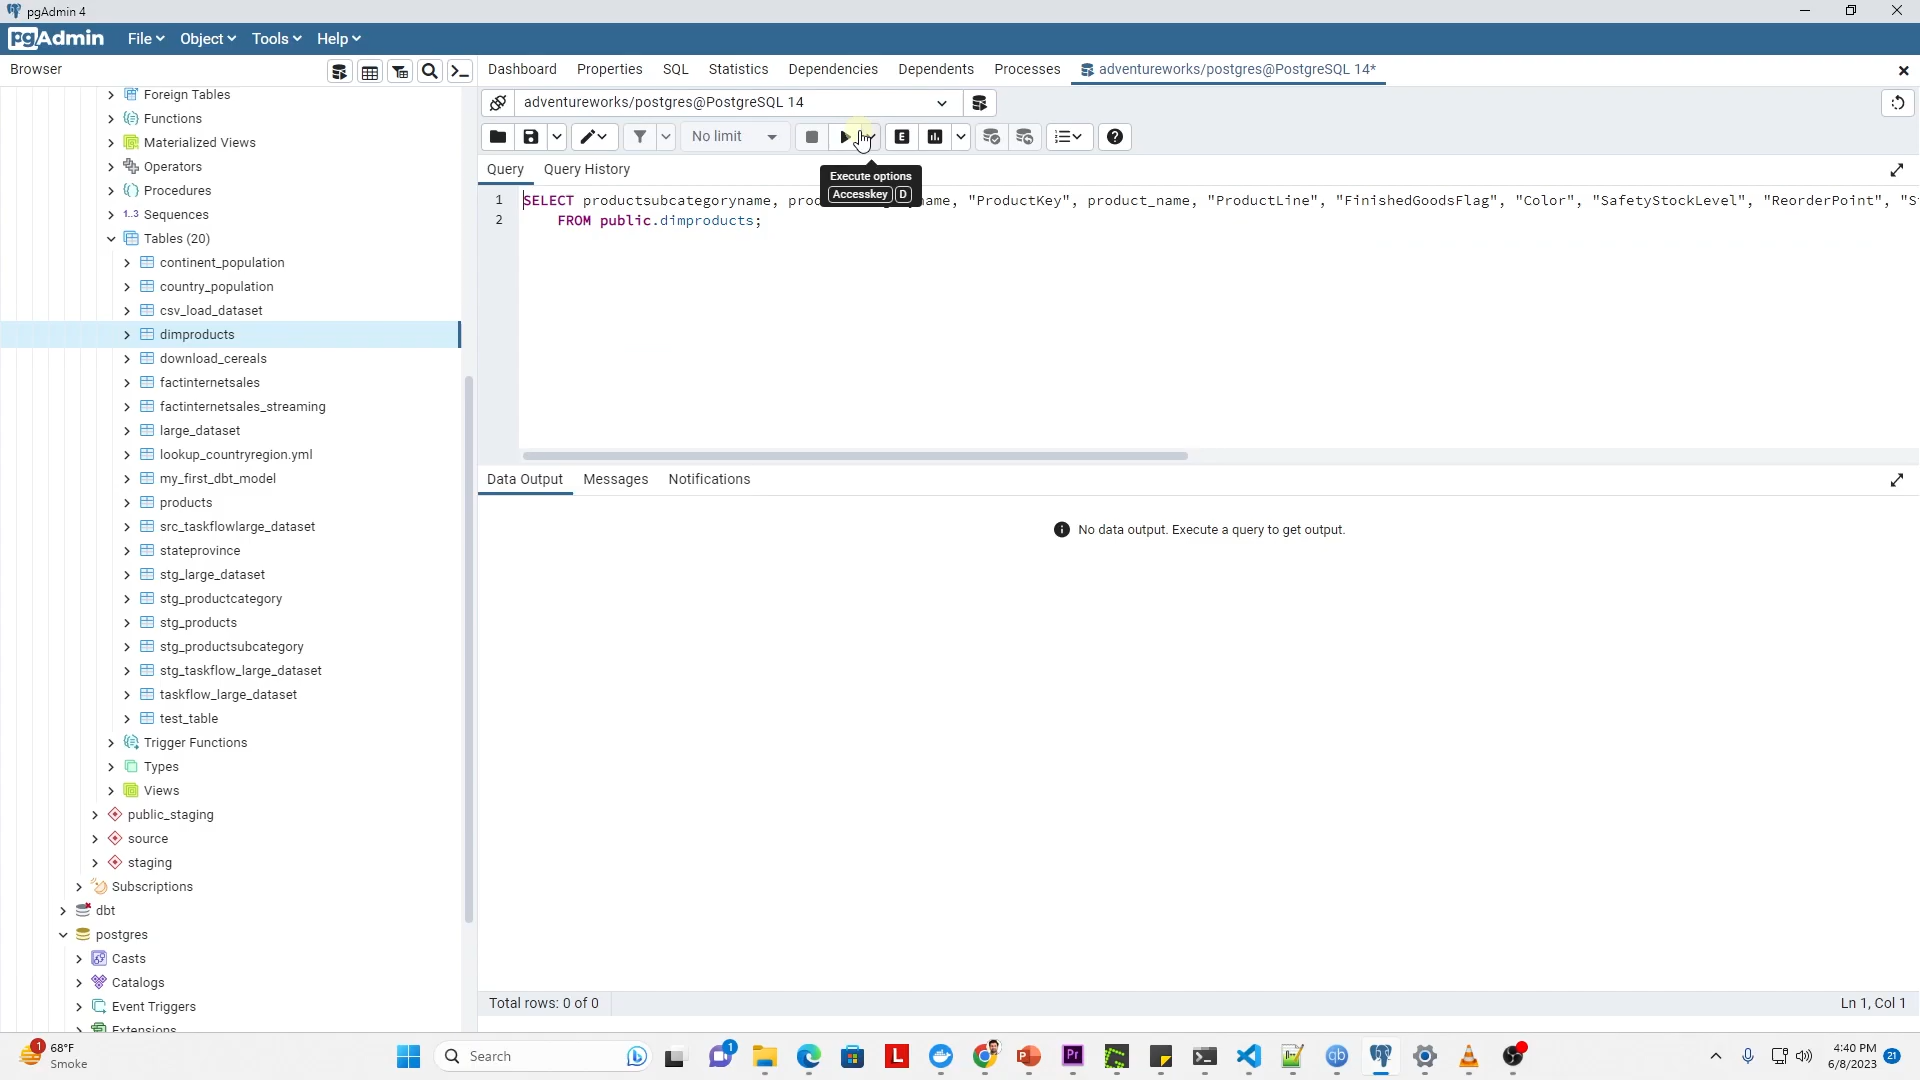 pgAdmin 4
pgAdmin File Object Tools Help
Browser
Dashboard Properties SQL Statistics Dependencies Dependents Processes adventureworks/postgres@PostgreSQL 14*
adventureworks/postgres@PostgreSQL 14
No limit
E
Execute options
Accesskey D
Query Query History
1 SELECT productsubcategoryname, name, "ProductKey", product_name, "ProductLine", "FinishedGoodsFlag", "Color", "SafetyStockLevel", "ReorderPoint", "S
2 FROM public.dimproducts;
Foreign Tables
Functions
Materialized Views
Operators
Procedures
1..3 Sequences
Tables (20)
continent_population
country_population
csv_load_dataset
dimproducts
download_cereals
factinternetsales
factinternetsales_streaming
large_dataset
lookup_countryregion.yml
my_first_dbt_model
products
src_taskflowlarge_dataset
stateprovince
stg_large_dataset
stg_productcategory
stg_products
stg_productsubcategory
stg_taskflow_large_dataset
taskflow_large_dataset
test_table
Trigger Functions
Types
Views
public_staging
source
staging
Subscriptions
dbt
postgres
Casts
Catalogs
Event Triggers
Extensions
Data Output Messages Notifications
No data output. Execute a query to get output.
Total rows: 0 of 0
Ln 1, Col 1
1
68°F
Smoke
Search
1
L
P
Pr
qb
4:40 PM
6/8/2023
21